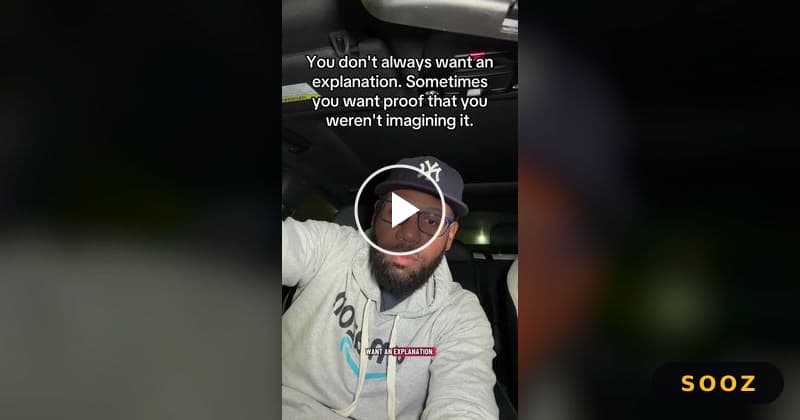 You don't always want an
explanation. Sometimes
you want proof that you
weren't imagining it.
WANT AN EXPLANATION.
SOOZ